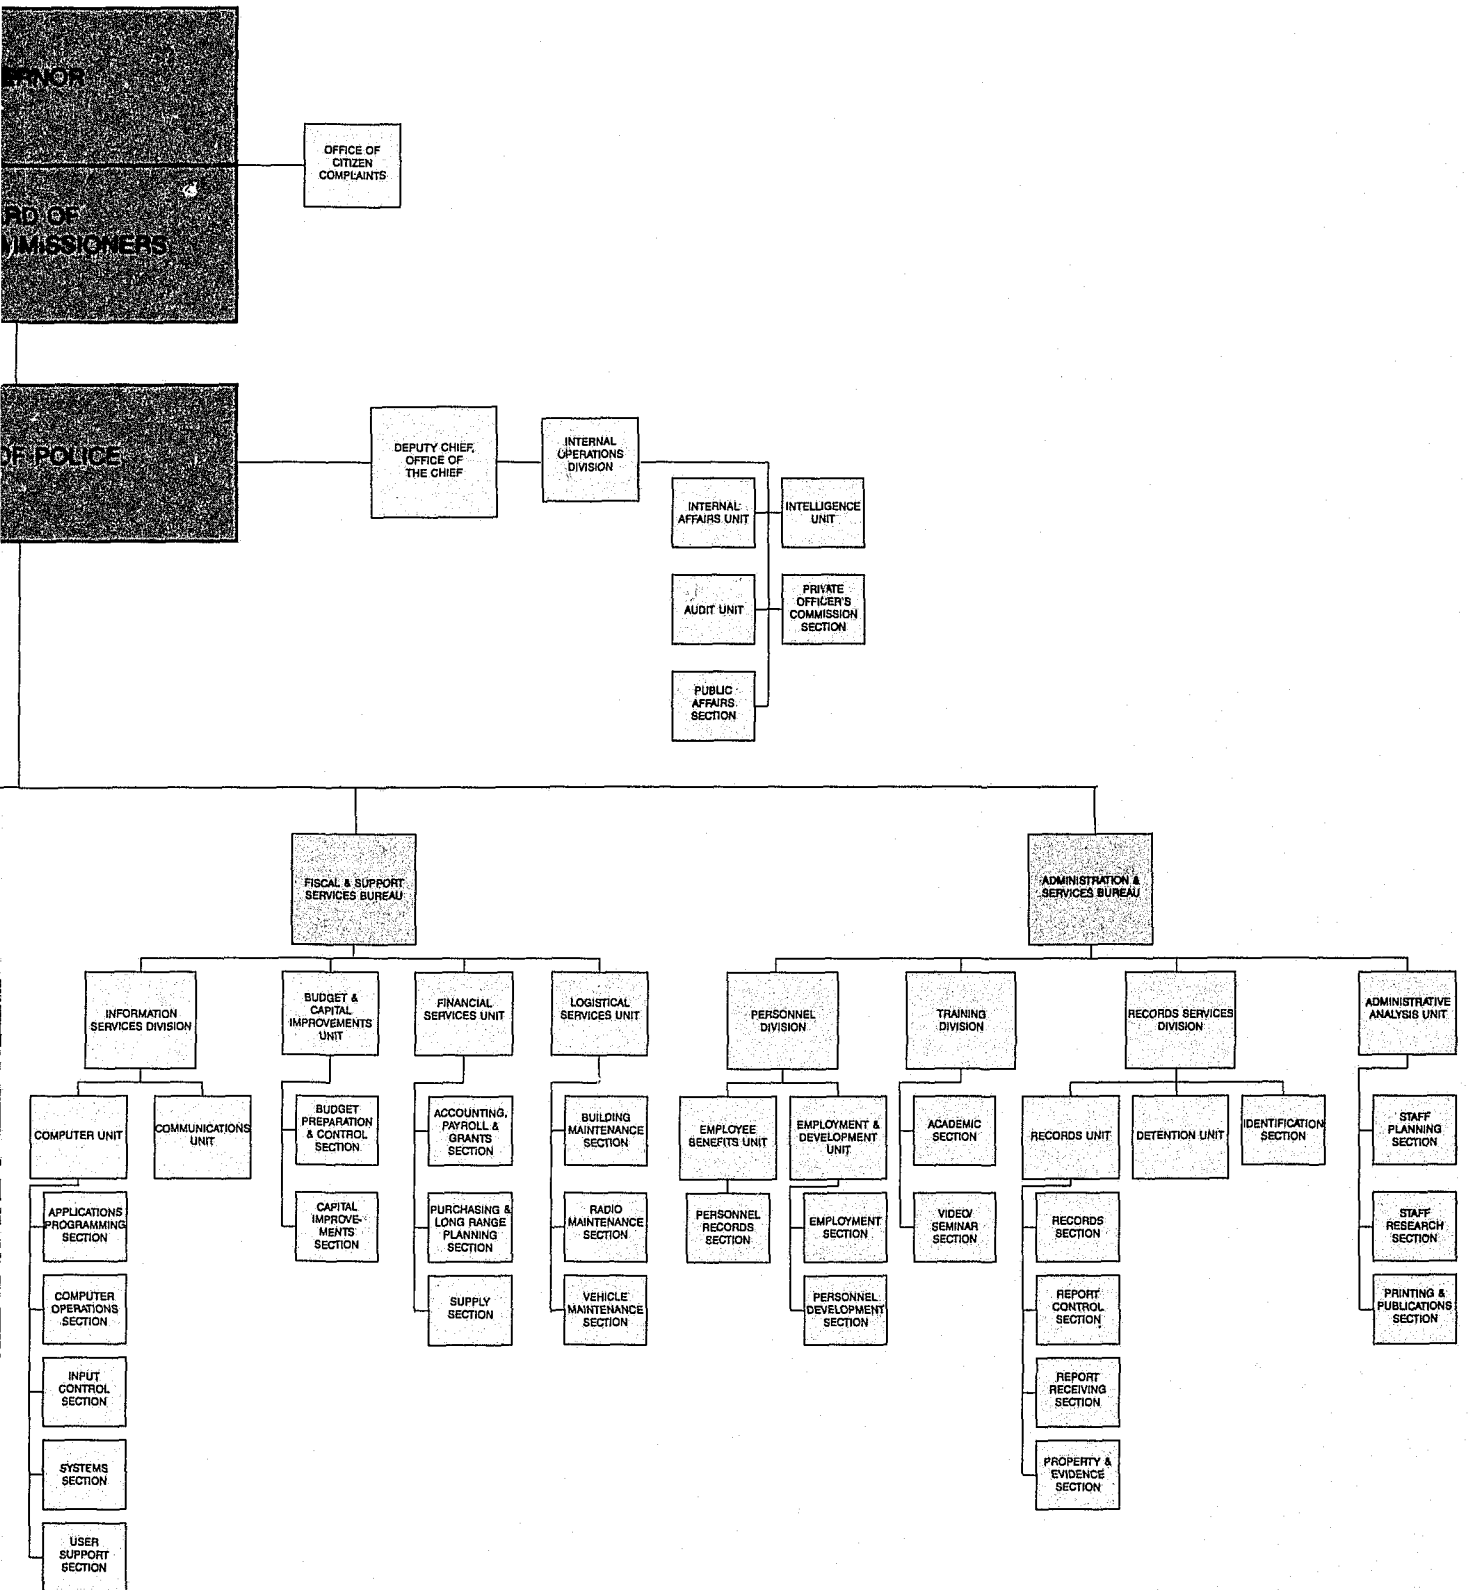 ERNOR
OFFICE OF
CITIZEN
COMPLAINTS
ARD OF
MMISSIONERS
OF POLICE
DEPUTY CHIEF,
OFFICE OF
THE CHIEF
INTERNAL
OPERATIONS
DIVISION
INTERNAL
AFFAIRS UNIT
INTELLIGENCE
UNIT
AUDIT UNIT
PRIVATE
OFFICER'S
COMMISSION
SECTION
PUBLIC
AFFAIRS
SECTION
FISCAL & SUPPORT
SERVICES BUREAU
ADMINISTRATION &
SERVICES BUREAU
INFORMATION
SERVICES DIVISION
BUDGET &
CAPITAL
IMPROVEMENTS
UNIT
FINANCIAL
SERVICES UNIT
LOGISTICAL
SERVICES UNIT
PERSONNEL
DIVISION
TRAINING
DIVISION
RECORDS SERVICES
DIVISION
ADMINISTRATIVE
ANALYSIS UNIT
COMPUTER UNIT
COMMUNICATIONS
UNIT
BUDGET
PREPARATION
& CONTROL
SECTION
ACCOUNTING,
PAYROLL &
GRANTS
SECTION
BUILDING
MAINTENANCE
SECTION
EMPLOYEE
BENEFITS UNIT
EMPLOYMENT &
DEVELOPMENT
UNIT
ACADEMIC
SECTION
RECORDS UNIT
DETENTION UNIT
IDENTIFICATION
SECTION
STAFF
PLANNING
SECTION
APPLICATIONS
PROGRAMMING
SECTION
CAPITAL
IMPROVE-
MENTS
SECTION
PURCHASING &
LONG RANGE
PLANNING
SECTION
RADIO
MAINTENANCE
SECTION
PERSONNEL
RECORDS
SECTION
EMPLOYMENT
SECTION
VIDEO/
SEMINAR
SECTION
RECORDS
SECTION
STAFF
RESEARCH
SECTION
COMPUTER
OPERATIONS
SECTION
SUPPLY
SECTION
VEHICLE
MAINTENANCE
SECTION
PERSONNEL
DEVELOPMENT
SECTION
REPORT
CONTROL
SECTION
PRINTING &
PUBLICATIONS
SECTION
INPUT
CONTROL
SECTION
REPORT
RECEIVING
SECTION
SYSTEMS
SECTION
PROPERTY &
EVIDENCE
SECTION
USER
SUPPORT
SECTION